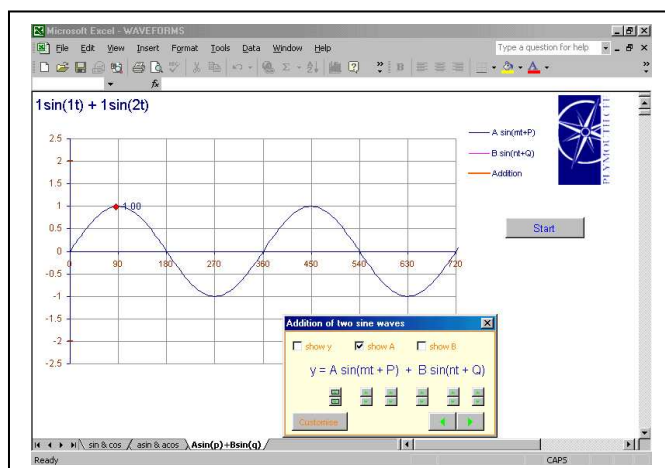 Microsoft Excel - WAVEFORMS
File Edit View Insert Format Tools Data Window Help
Type a question for help
fx
1sin(1t) + 1sin(2t)
2.5
2
1.5
1
0.5
0
-0.5
-1
-1.5
-2
-2.5
0 90 180 270 360 450 540 630 720
1.00
A sin(mt+P)
B sin(nt+Q)
Addition
PLYMOUTH
Start
Addition of two sine waves
show y show A show B
y = A sin(mt + P) + B sin(nt + Q)
Customise
sin & cos asin & acos Asin(p)+Bsin(q)
Ready CAPS